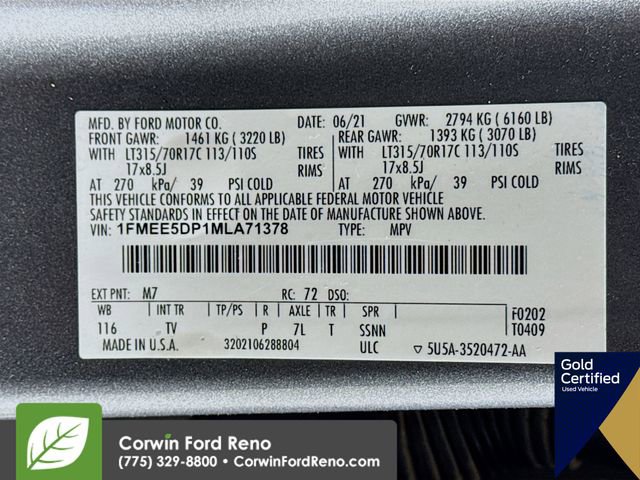 MFD. BY FORD MOTOR CO. DATE: 06/21 GVWR: 2794 KG ( 6160 LB)
FRONT GAWR: 1461 KG ( 3220 LB) REAR GAWR: 1393 KG ( 3070 LB)
WITH LT315/70R17C 113/110S TIRES WITH LT315/70R17C 113/110S TIRES
17x8.5J RIMS 17x8.5J RIMS
AT 270 kPa/ 39 PSI COLD AT 270 kPa/ 39 PSI COLD
THIS VEHICLE CONFORMS TO ALL APPLICABLE FEDERAL MOTOR VEHICLE
SAFETY STANDARDS IN EFFECT ON THE DATE OF MANUFACTURE SHOWN ABOVE.
VIN: 1FMEE5DP1MLA71378 TYPE: MPV
EXT PNT: M7 RC: 72 DSO:
WB INT TR TP/PS R AXLE TR SPR F0202
116 TV P 7L T SSNN T0409
MADE IN U.S.A. 3202106288804 ULC ▽ 5U5A-3520472-AA
Gold
Certified
Used Vehicle
Corwin Ford Reno
(775) 329-8800 • CorwinFordReno.com